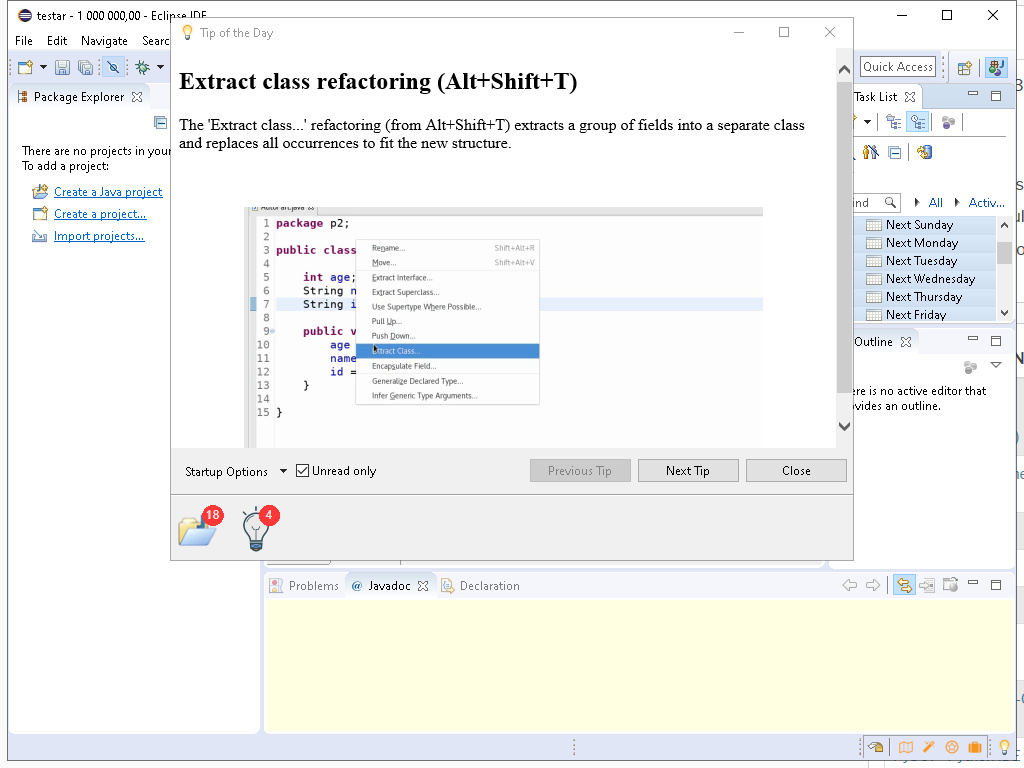 testar - 1 000 000,00 - Eclipse IDE
File Edit Navigate Searc
Tip of the Day
Quick Access
Package Explorer
Task List
There are no projects in your
To add a project:
Create a Java project
Create a project...
Import projects...
Extract class refactoring (Alt+Shift+T)
The 'Extract class...' refactoring (from Alt+Shift+T) extracts a group of fields into a separate class
and replaces all occurrences to fit the new structure.
1 package p2;
2
3 public class
4
5 int age;
6 String n
7 String i
8
9 public v
10 age
11 name
12 id =
13 }
14
15 }
Rename... Shift+Alt+R
Move... Shift+Alt+V
Extract Interface...
Extract Superclass...
Use Supertype Where Possible...
Pull Up...
Push Down...
Extract Class...
Encapsulate Field...
Generalize Declared Type...
Infer Generic Type Arguments...
Startup Options Unread only Previous Tip Next Tip Close
18 4
ind All Activ...
Next Sunday
Next Monday
Next Tuesday
Next Wednesday
Next Thursday
Next Friday
Outline
ere is no active editor that
vides an outline.
Problems @ Javadoc Declaration